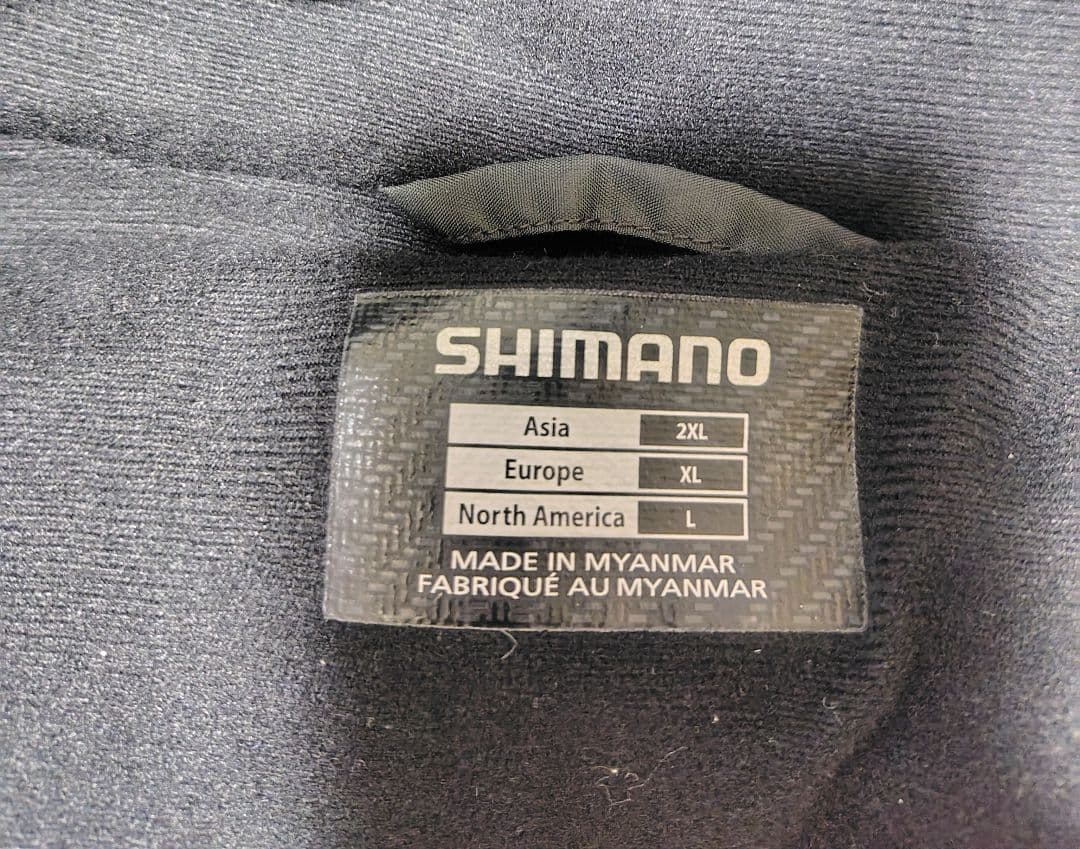 SHIMANO
Asia 2XL
Europe XL
North America L
MADE IN MYANMAR
FABRIQUÉ AU MYANMAR